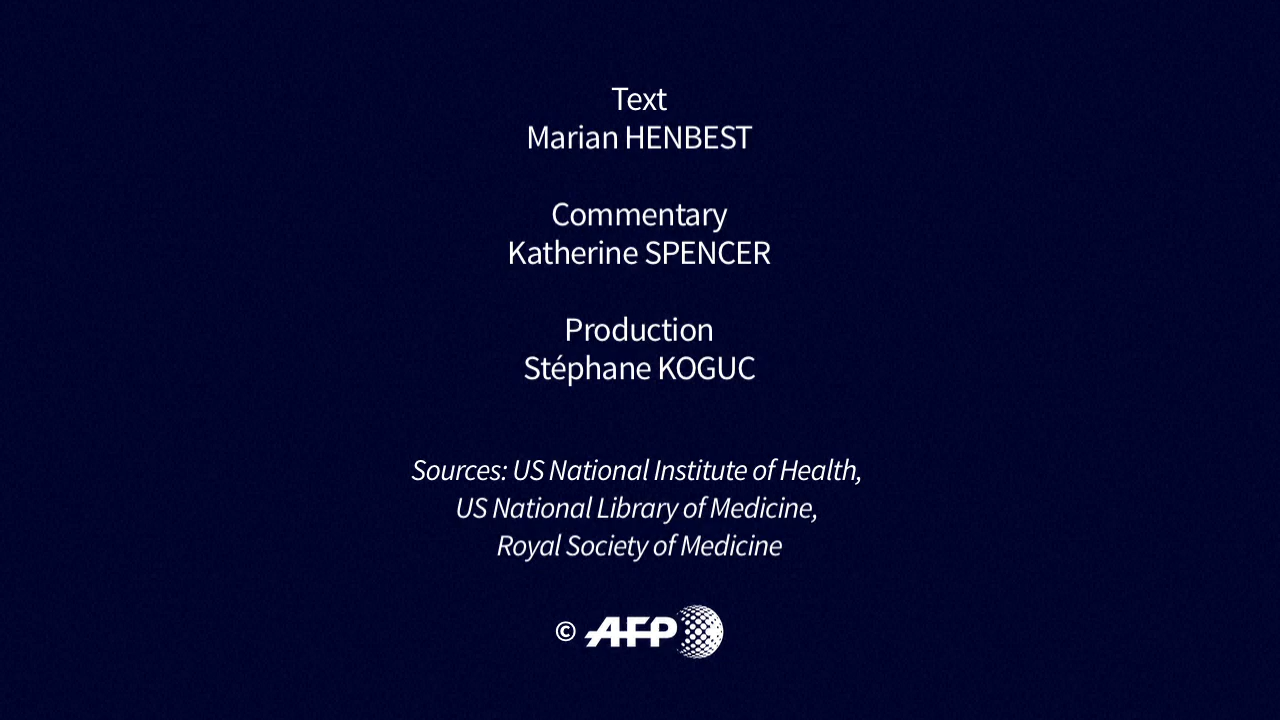 Text
Marian HENBEST
Commentary
Katherine SPENCER
Production
Stéphane KOGUC
Sources: US National Institute of Health,
US National Library of Medicine,
Royal Society of Medicine
© AFP